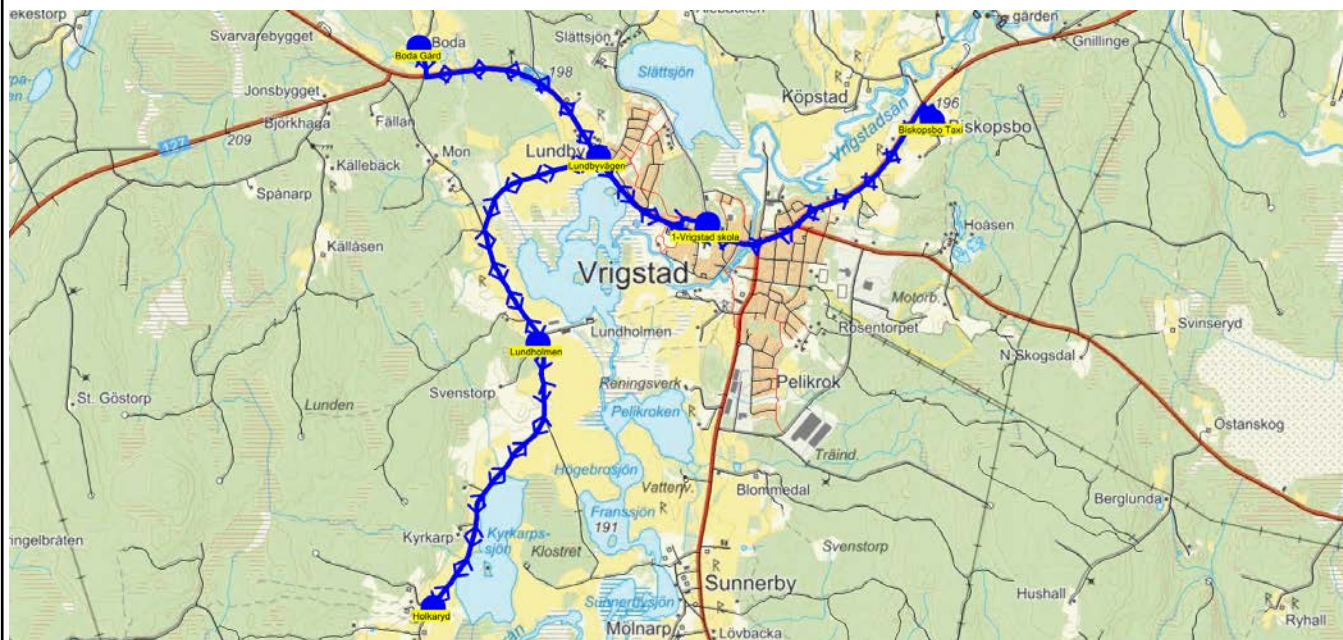 ekestorp
Svarvarebygget
Boda
Boda Gård
Slättsjön
198
Slättsjön
gården
Gnillinge
Köpstad
Jonsbygget
Björkhaga
Fällan
209
127
Källebäck
Mon
Lundby
Lundbyvägen
Vrigstadsån
196
Biskopsbo
Biskopsbo Taxi
Spånarp
Källåsen
1-Vrigstad skola
Vrigstad
Hoåsen
Motorb.
Svinseryd
Lundholmen
Lundholmen
Rosentorpet
N Skogsdal
St. Göstorp
Lunden
Svenstorp
Reningsverk
Pelikroken
Pelikrok
Östanskog
Träind.
Högebrosjön
Vattenv.
Blommedal
Berglunda
Franssjön
191
ingelbråten
Kyrkarp
Kyrkarps-
sjön
Klostret
Svenstorp
Sunnerby
Hushall
Holkaryd
Sunnerbysjön
Mölnarp
Lövbacka
Ryhall